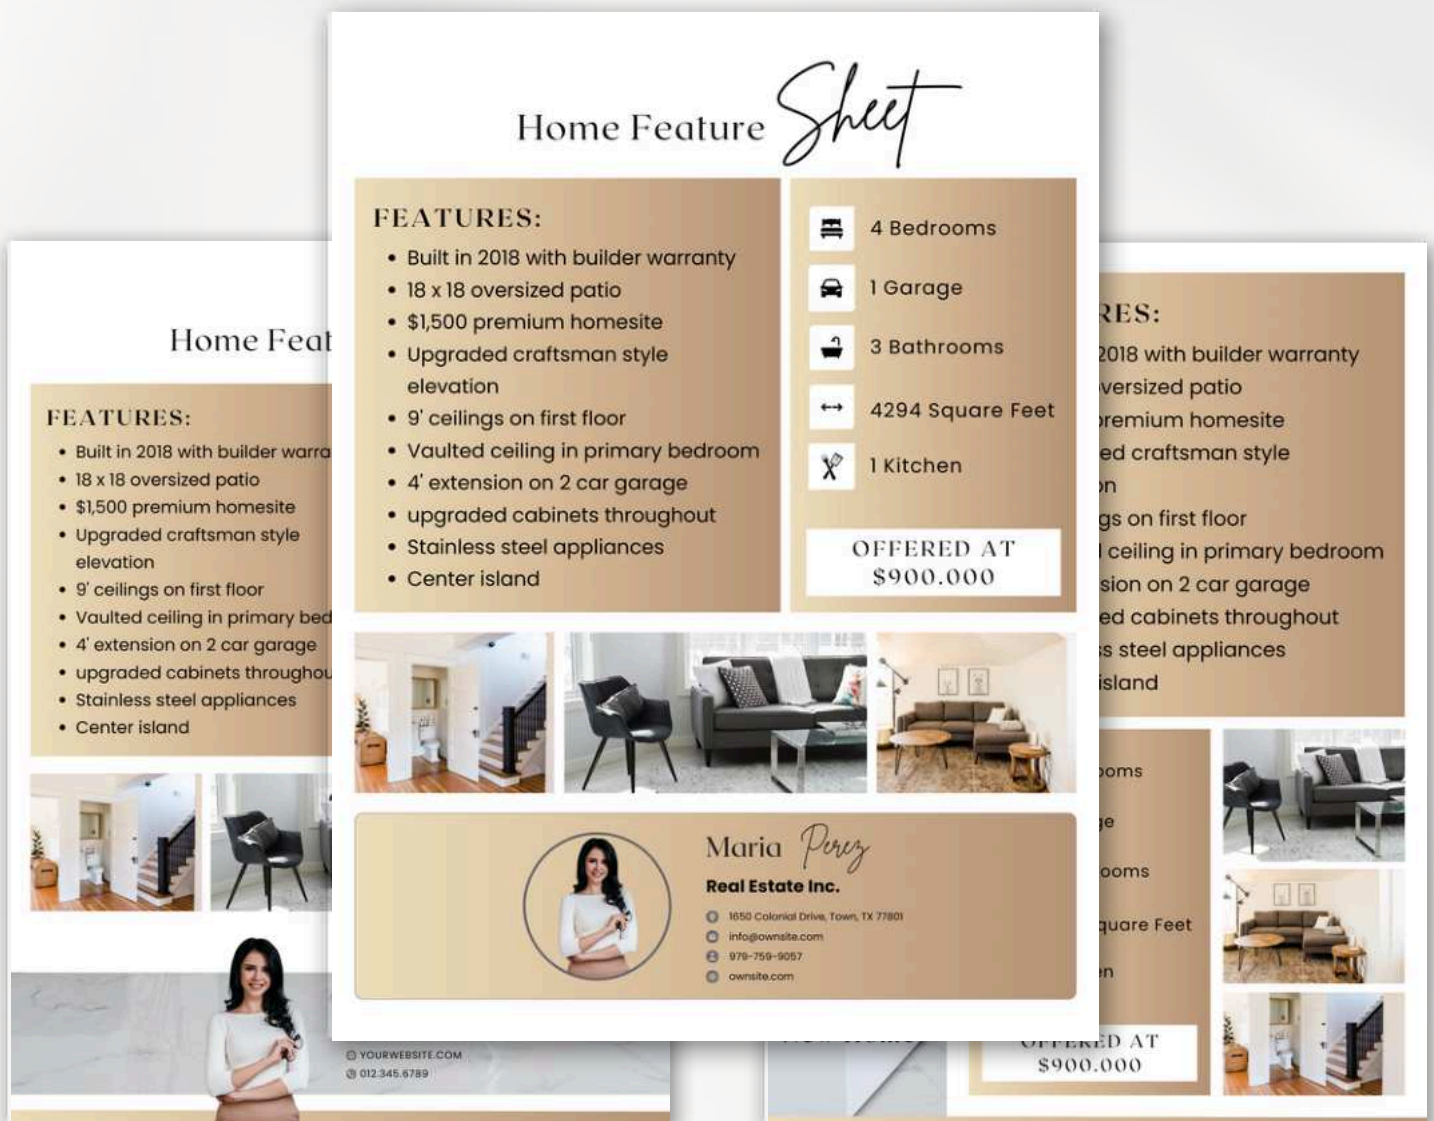 Home Feature Sheet
FEATURES:
• Built in 2018 with builder warranty
• 18 x 18 oversized patio
• $1,500 premium homesite
• Upgraded craftsman style
elevation
• 9' ceilings on first floor
• Vaulted ceiling in primary bedroom
• 4' extension on 2 car garage
• upgraded cabinets throughout
• Stainless steel appliances
• Center island
4 Bedrooms
1 Garage
3 Bathrooms
4294 Square Feet
1 Kitchen
OFFERED AT
$900.000
Maria Perez
Real Estate Inc.
1650 Colonial Drive, Town, TX 77801
info@ownsite.com
979-759-9057
ownsite.com
Home Feat
FEATURES:
• Built in 2018 with builder warra
• 18 x 18 oversized patio
• $1,500 premium homesite
• Upgraded craftsman style
elevation
• 9' ceilings on first floor
• Vaulted ceiling in primary bed
• 4' extension on 2 car garage
• upgraded cabinets throughou
• Stainless steel appliances
• Center island
YOURWEBSITE.COM
012.345.6789
RES:
2018 with builder warranty
versized patio
premium homesite
ed craftsman style
on
gs on first floor
ceiling in primary bedroom
sion on 2 car garage
ed cabinets throughout
ss steel appliances
island
ooms
ge
ooms
quare Feet
en
OFFERED AT
$900.000